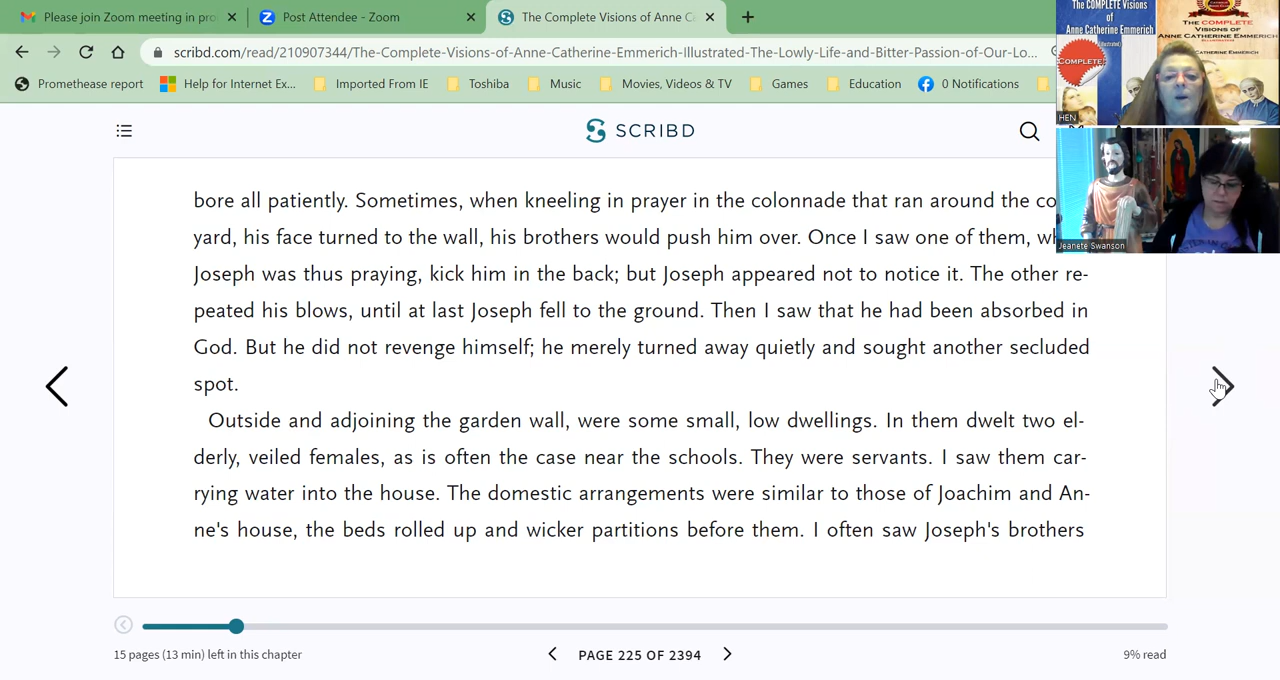 Please join Zoom meeting in pro
Post Attendee - Zoom
The Complete Visions of Anne Ca
scribd.com/read/210907344/The-Complete-Visions-of-Anne-Catherine-Emmerich-Illustrated-The-Lowly-Life-and-Bitter-Passion-of-Our-Lo...
Promethease report
Help for Internet Ex...
Imported From IE
Toshiba
Music
Movies, Videos & TV
Games
Education
0 Notifications
The COMPLETE Visions
of
Anne Catherine Emmerich
COMPLETE!
The COMPLETE
VISIONS of
ANNE CATHERINE EMMERICH
CATHERINE EMMERICH
HEN
Jeanete Swanson
SCRIBD
bore all patiently. Sometimes, when kneeling in prayer in the colonnade that ran around the
yard, his face turned to the wall, his brothers would push him over. Once I saw one of them,
Joseph was thus praying, kick him in the back; but Joseph appeared not to notice it. The other re-
peated his blows, until at last Joseph fell to the ground. Then I saw that he had been absorbed in
God. But he did not revenge himself; he merely turned away quietly and sought another secluded
spot.
Outside and adjoining the garden wall, were some small, low dwellings. In them dwelt two el-
derly, veiled females, as is often the case near the schools. They were servants. I saw them car-
rying water into the house. The domestic arrangements were similar to those of Joachim and An-
ne's house, the beds rolled up and wicker partitions before them. I often saw Joseph's brothers
15 pages (13 min) left in this chapter
PAGE 225 OF 2394
9% read